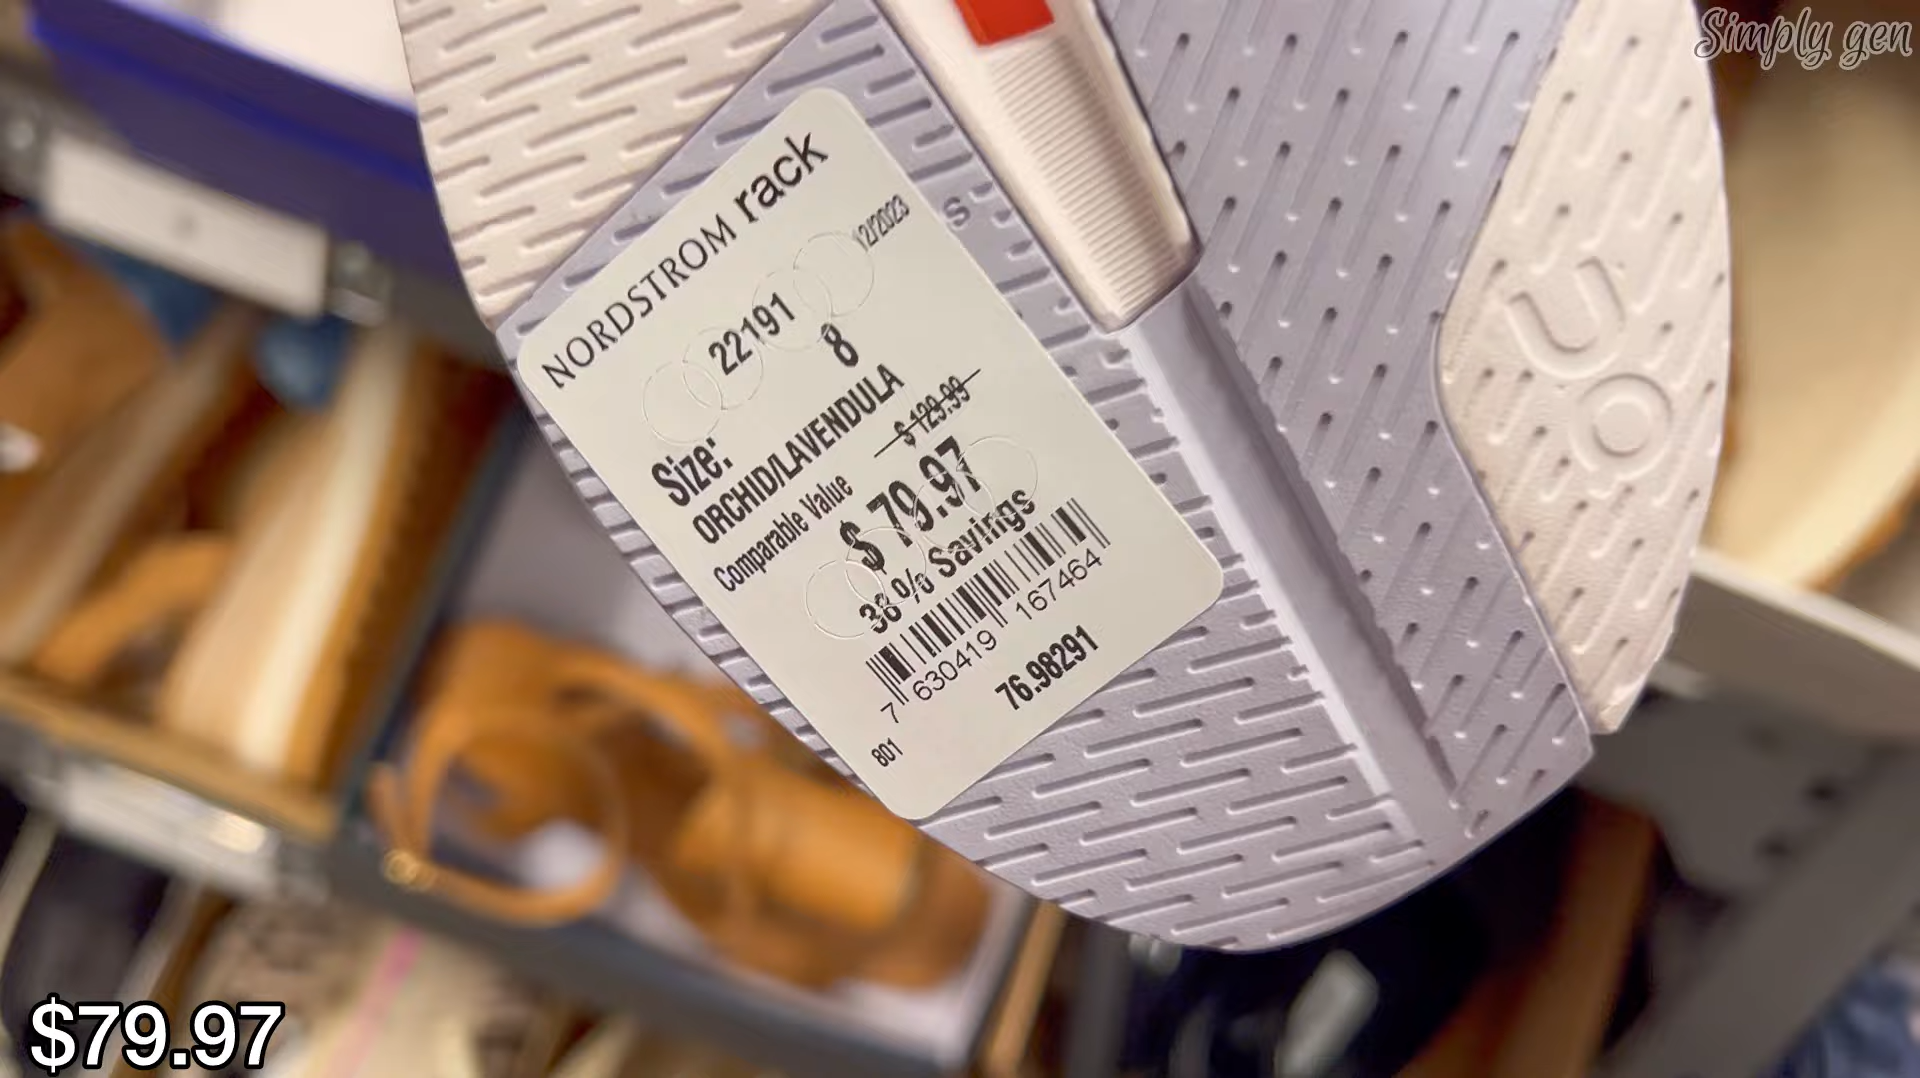 Simply gen
NORDSTROM rack
12/2023
22191
Size: 8
ORCHID/LAVENDULA
Comparable Value $129.99
$79.97
38% Savings
7 630419 167464
76.98291
801
S
$79.97